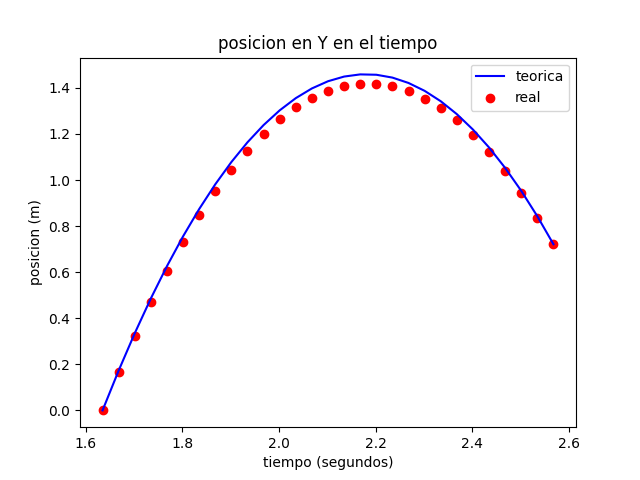 posicion en Y en el tiempo
teorica
real
posicion (m)
1.4
1.2
1.0
0.8
0.6
0.4
0.2
0.0
1.6
1.8
2.0
2.2
2.4
2.6
tiempo (segundos)